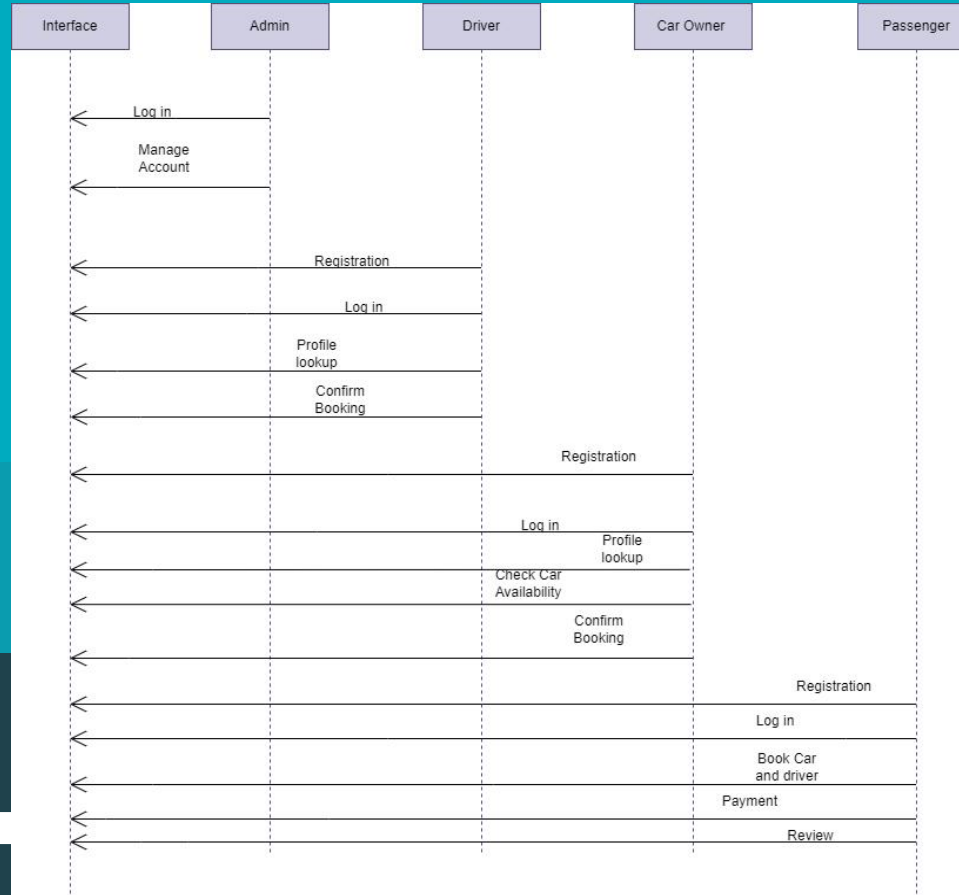 Interface
Admin
Driver
Car Owner
Passenger
Log in
Manage
Account
Registration
Log in
Profile
lookup
Confirm
Booking
Registration
Log in
Profile
lookup
Check Car
Availability
Confirm
Booking
Registration
Log in
Book Car
and driver
Payment
Review